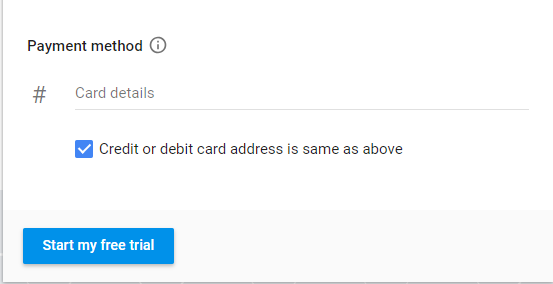 Payment method
# Card details
Credit or debit card address is same as above
Start my free trial